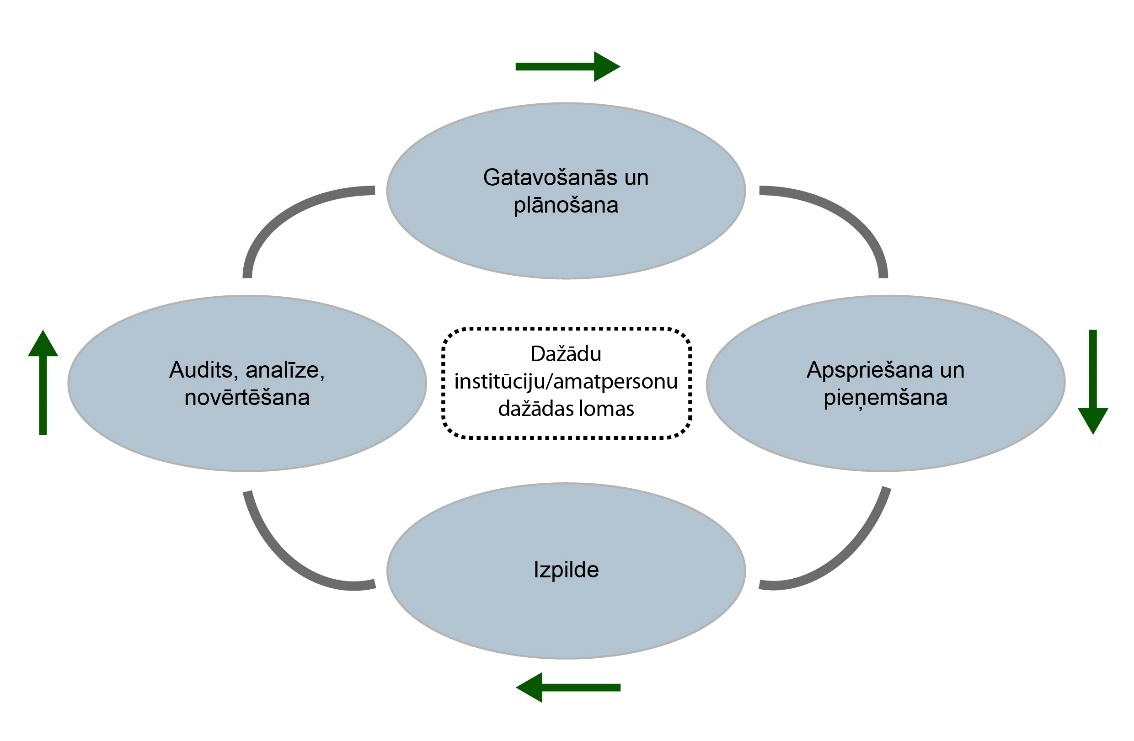 Gatavošanās un
plānošana
Audits, analīze,
novērtēšana
Dažādu
institūciju/amatpersonu
dažādas lomas
Apspriešana un
pieņemšana
Izpilde